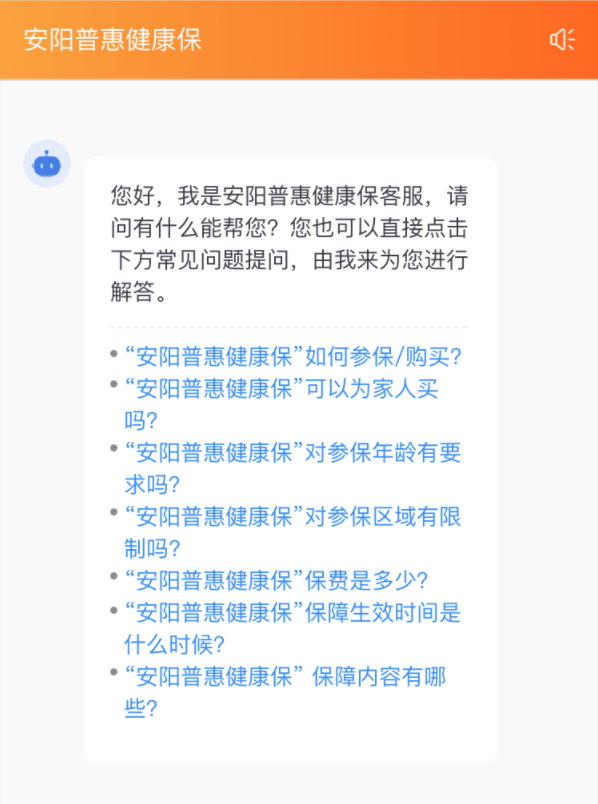 安阳普惠健康保
您好，我是安阳普惠健康保客服，请
问有什么能帮您？您也可以直接点击
下方常见问题提问，由我来为您进行
解答。
“安阳普惠健康保”如何参保/购买？
“安阳普惠健康保”可以为家人买
吗？
“安阳普惠健康保”对参保年龄有要
求吗？
“安阳普惠健康保”对参保区域有限
制吗？
“安阳普惠健康保”保费是多少？
“安阳普惠健康保”保障生效时间是
什么时候？
“安阳普惠健康保” 保障内容有哪
些？